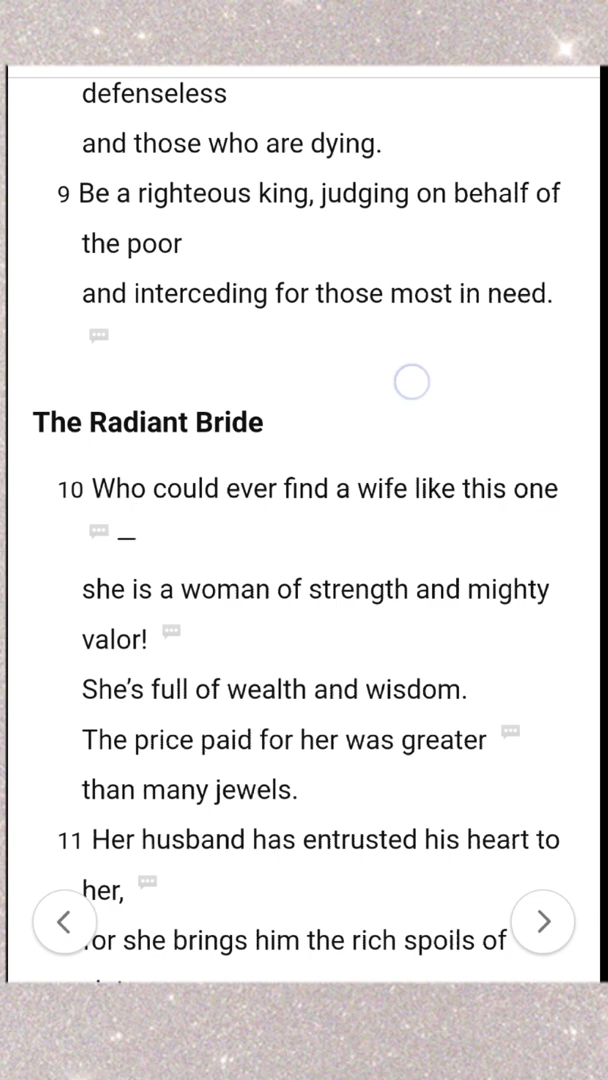 defenseless
and those who are dying.
9 Be a righteous king, judging on behalf of
the poor
and interceding for those most in need.
The Radiant Bride
10 Who could ever find a wife like this one
—
she is a woman of strength and mighty
valor!
She’s full of wealth and wisdom.
The price paid for her was greater
than many jewels.
11 Her husband has entrusted his heart to
her,
for she brings him the rich spoils of